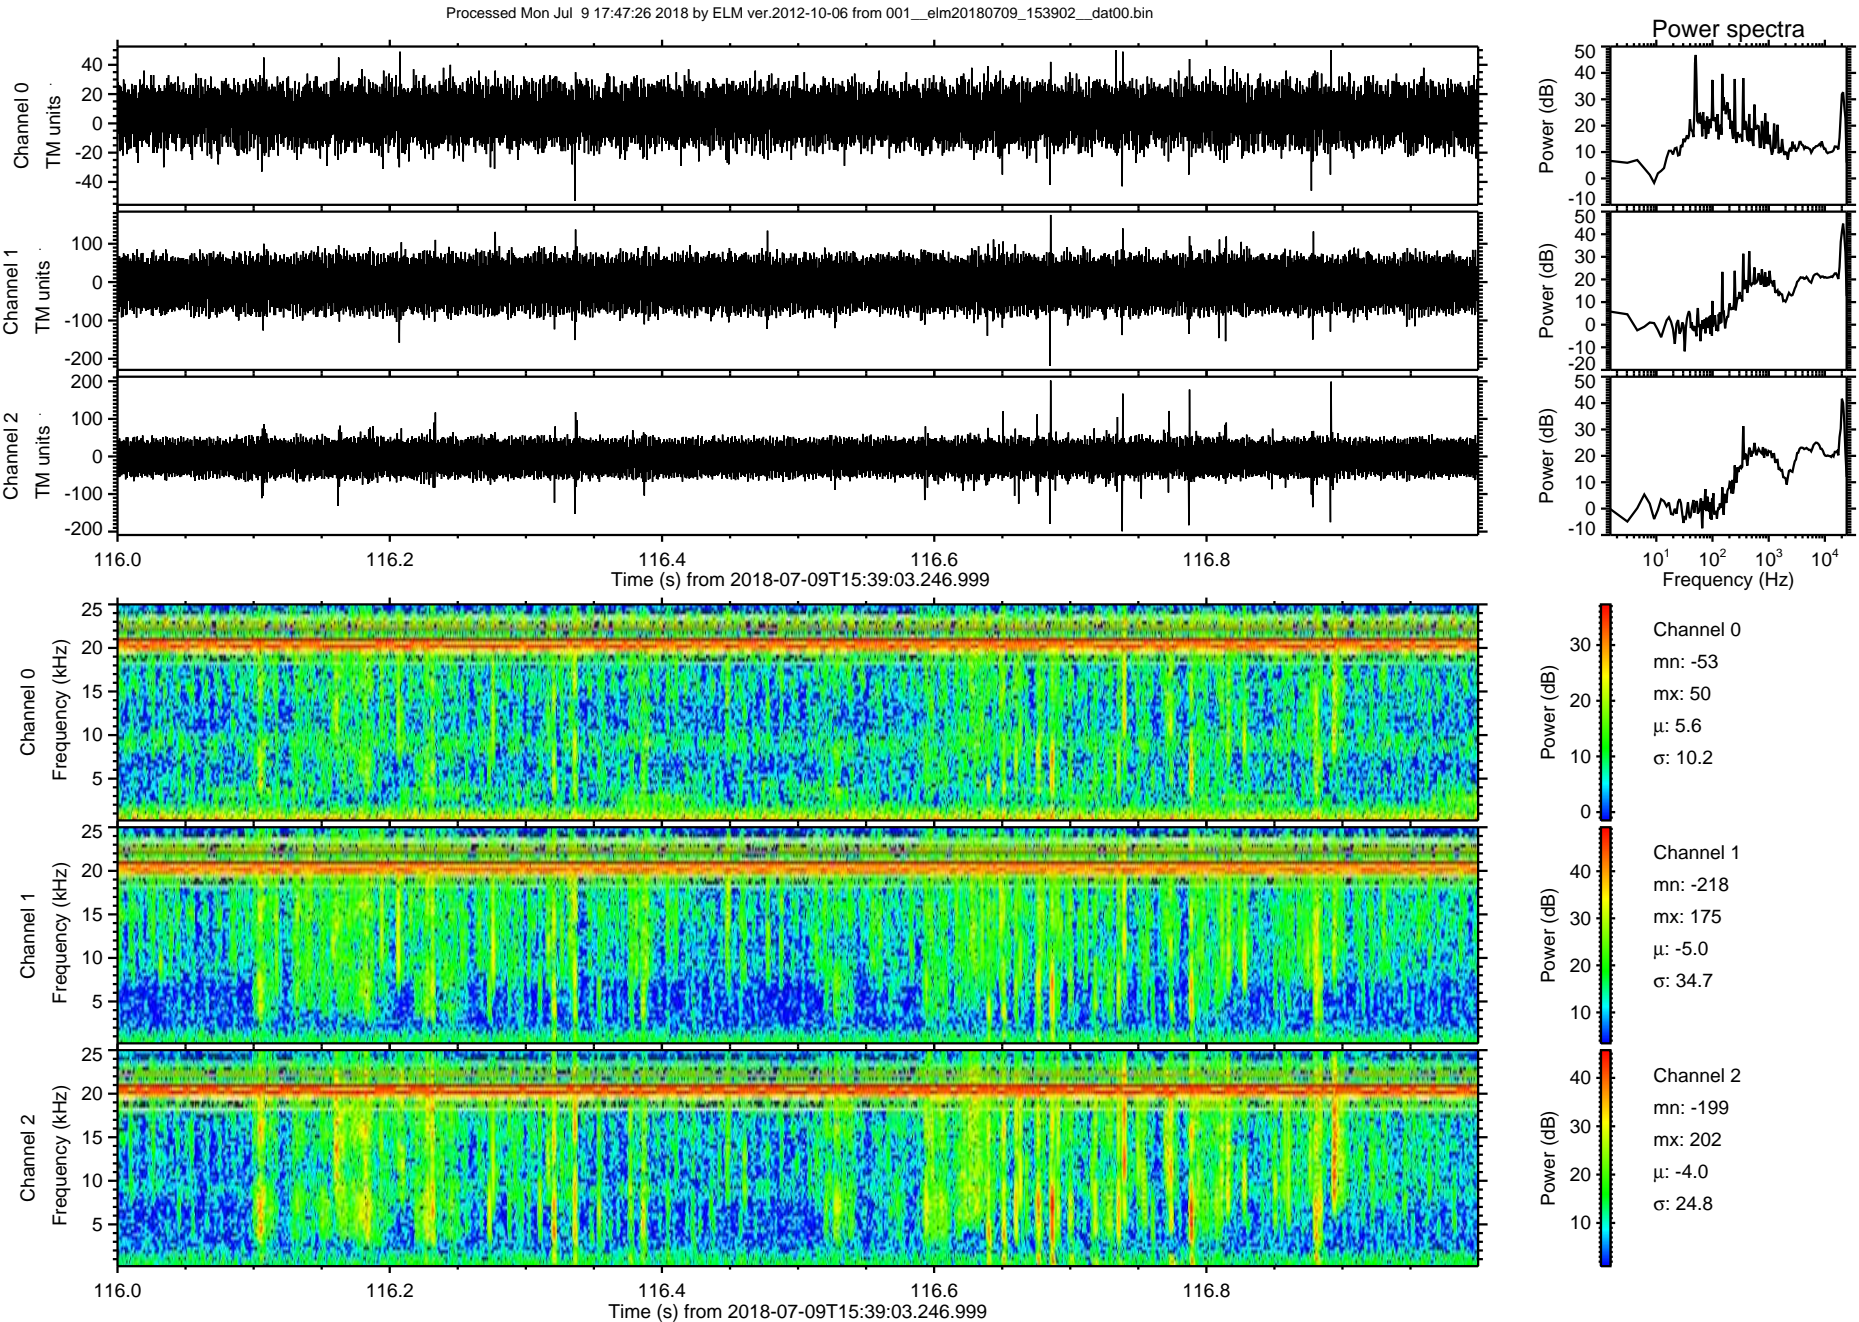 Processed Mon Jul  9 17:47:26 2018 by ELM ver.2012-10-06 from 001__elm20180709_153902__dat00.bin
Power spectra
Channel 0
TM units
40
20
0
-20
-40
Power (dB)
50
40
30
20
10
0
-10
Channel 1
TM units
100
0
-100
-200
Power (dB)
50
40
30
20
10
0
-10
-20
Channel 2
TM units
200
100
0
-100
-200
Power (dB)
50
40
30
20
10
0
-10
116.0 116.2 116.4 116.6 116.8
Time (s) from 2018-07-09T15:39:03.246.999
10^1 10^2 10^3 10^4
Frequency (Hz)
Channel 0
Frequency (kHz)
25
20
15
10
5
Power (dB)
30
20
10
0
Channel 0
mn: -53
mx: 50
μ: 5.6
σ: 10.2
Channel 1
Frequency (kHz)
25
20
15
10
5
Power (dB)
40
30
20
10
Channel 1
mn: -218
mx: 175
μ: -5.0
σ: 34.7
Channel 2
Frequency (kHz)
25
20
15
10
5
Power (dB)
40
30
20
10
Channel 2
mn: -199
mx: 202
μ: -4.0
σ: 24.8
116.0 116.2 116.4 116.6 116.8
Time (s) from 2018-07-09T15:39:03.246.999